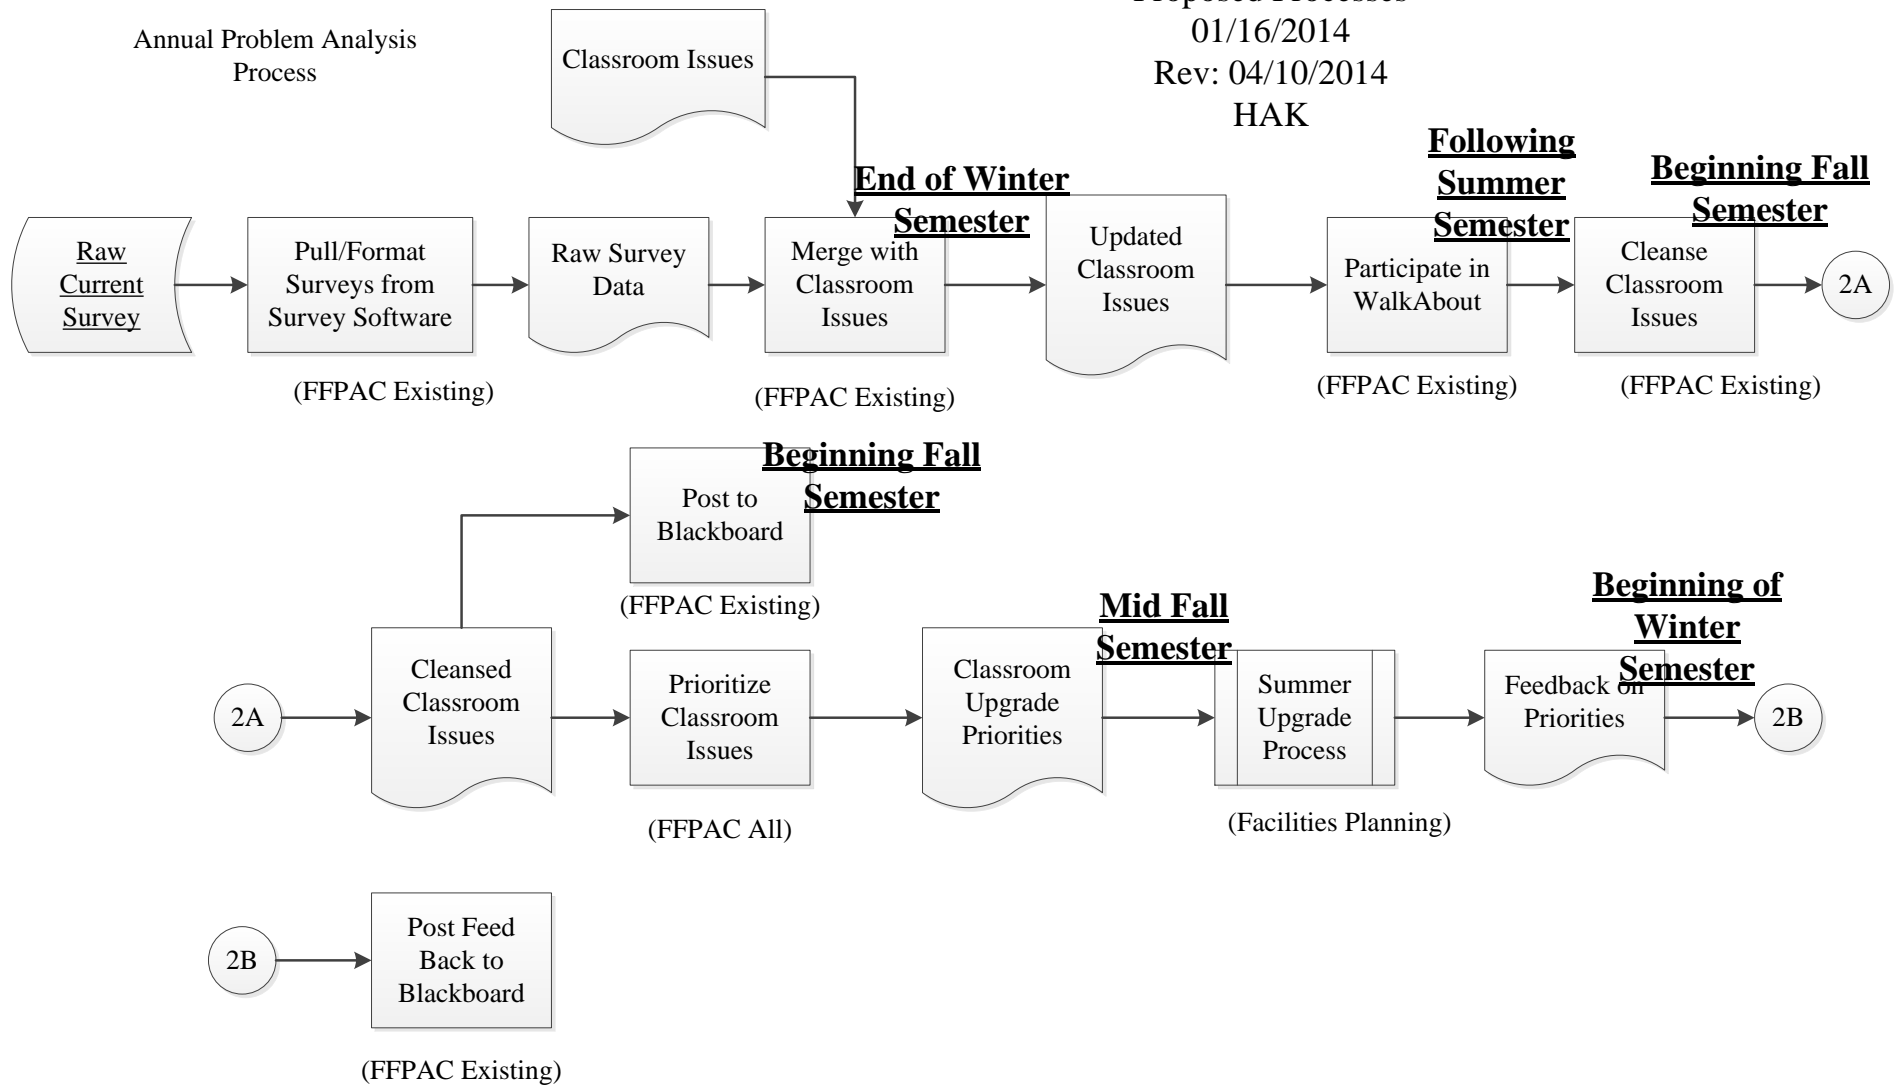 Proposed Processes
01/16/2014
Rev: 04/10/2014
HAK
Annual Problem Analysis
Process
Classroom Issues
End of Winter
Semester
Following
Summer
Semester
Beginning Fall
Semester
Raw
Current
Survey
Pull/Format
Surveys from
Survey Software
Raw Survey
Data
Merge with
Classroom
Issues
Updated
Classroom
Issues
Participate in
WalkAbout
Cleanse
Classroom
Issues
2A
(FFPAC Existing)
(FFPAC Existing)
(FFPAC Existing)
(FFPAC Existing)
Beginning Fall
Semester
Post to
Blackboard
(FFPAC Existing)
Mid Fall
Semester
Beginning of
Winter
Semester
2A
Cleansed
Classroom
Issues
Prioritize
Classroom
Issues
Classroom
Upgrade
Priorities
Summer
Upgrade
Process
Feedback on
Priorities
2B
(FFPAC All)
(Facilities Planning)
2B
Post Feed
Back to
Blackboard
(FFPAC Existing)